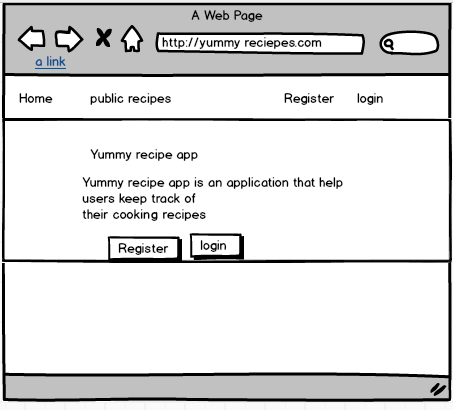 A Web Page
http://yummy reciepes.com
a link
Home public recipes Register login
Yummy recipe app
Yummy recipe app is an application that help
users keep track of
their cooking recipes
Register login